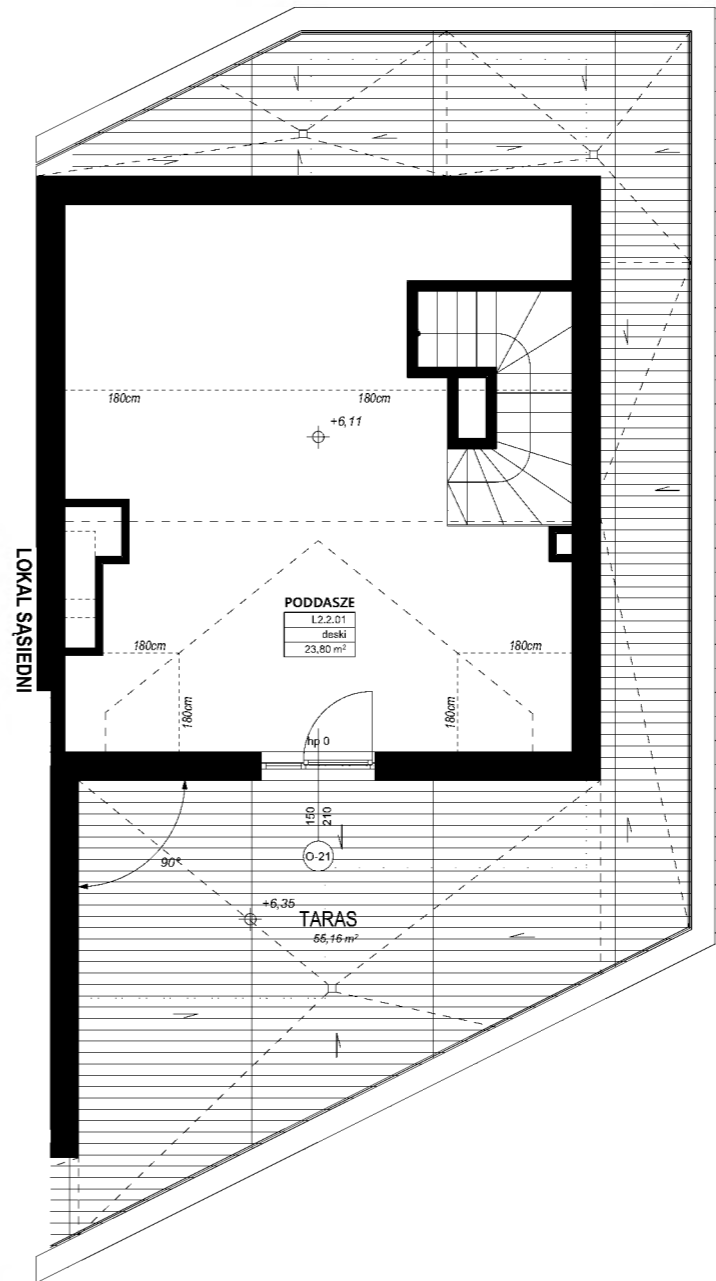 180cm
180cm
+6,11
LOKAL SĄSIEDNI
PODDASZE
L2.2.01
deski
23,80 m²
180cm
180cm
180cm
180cm
hp 0
150
210
O-21
90°
+6,35
TARAS
55,16 m²